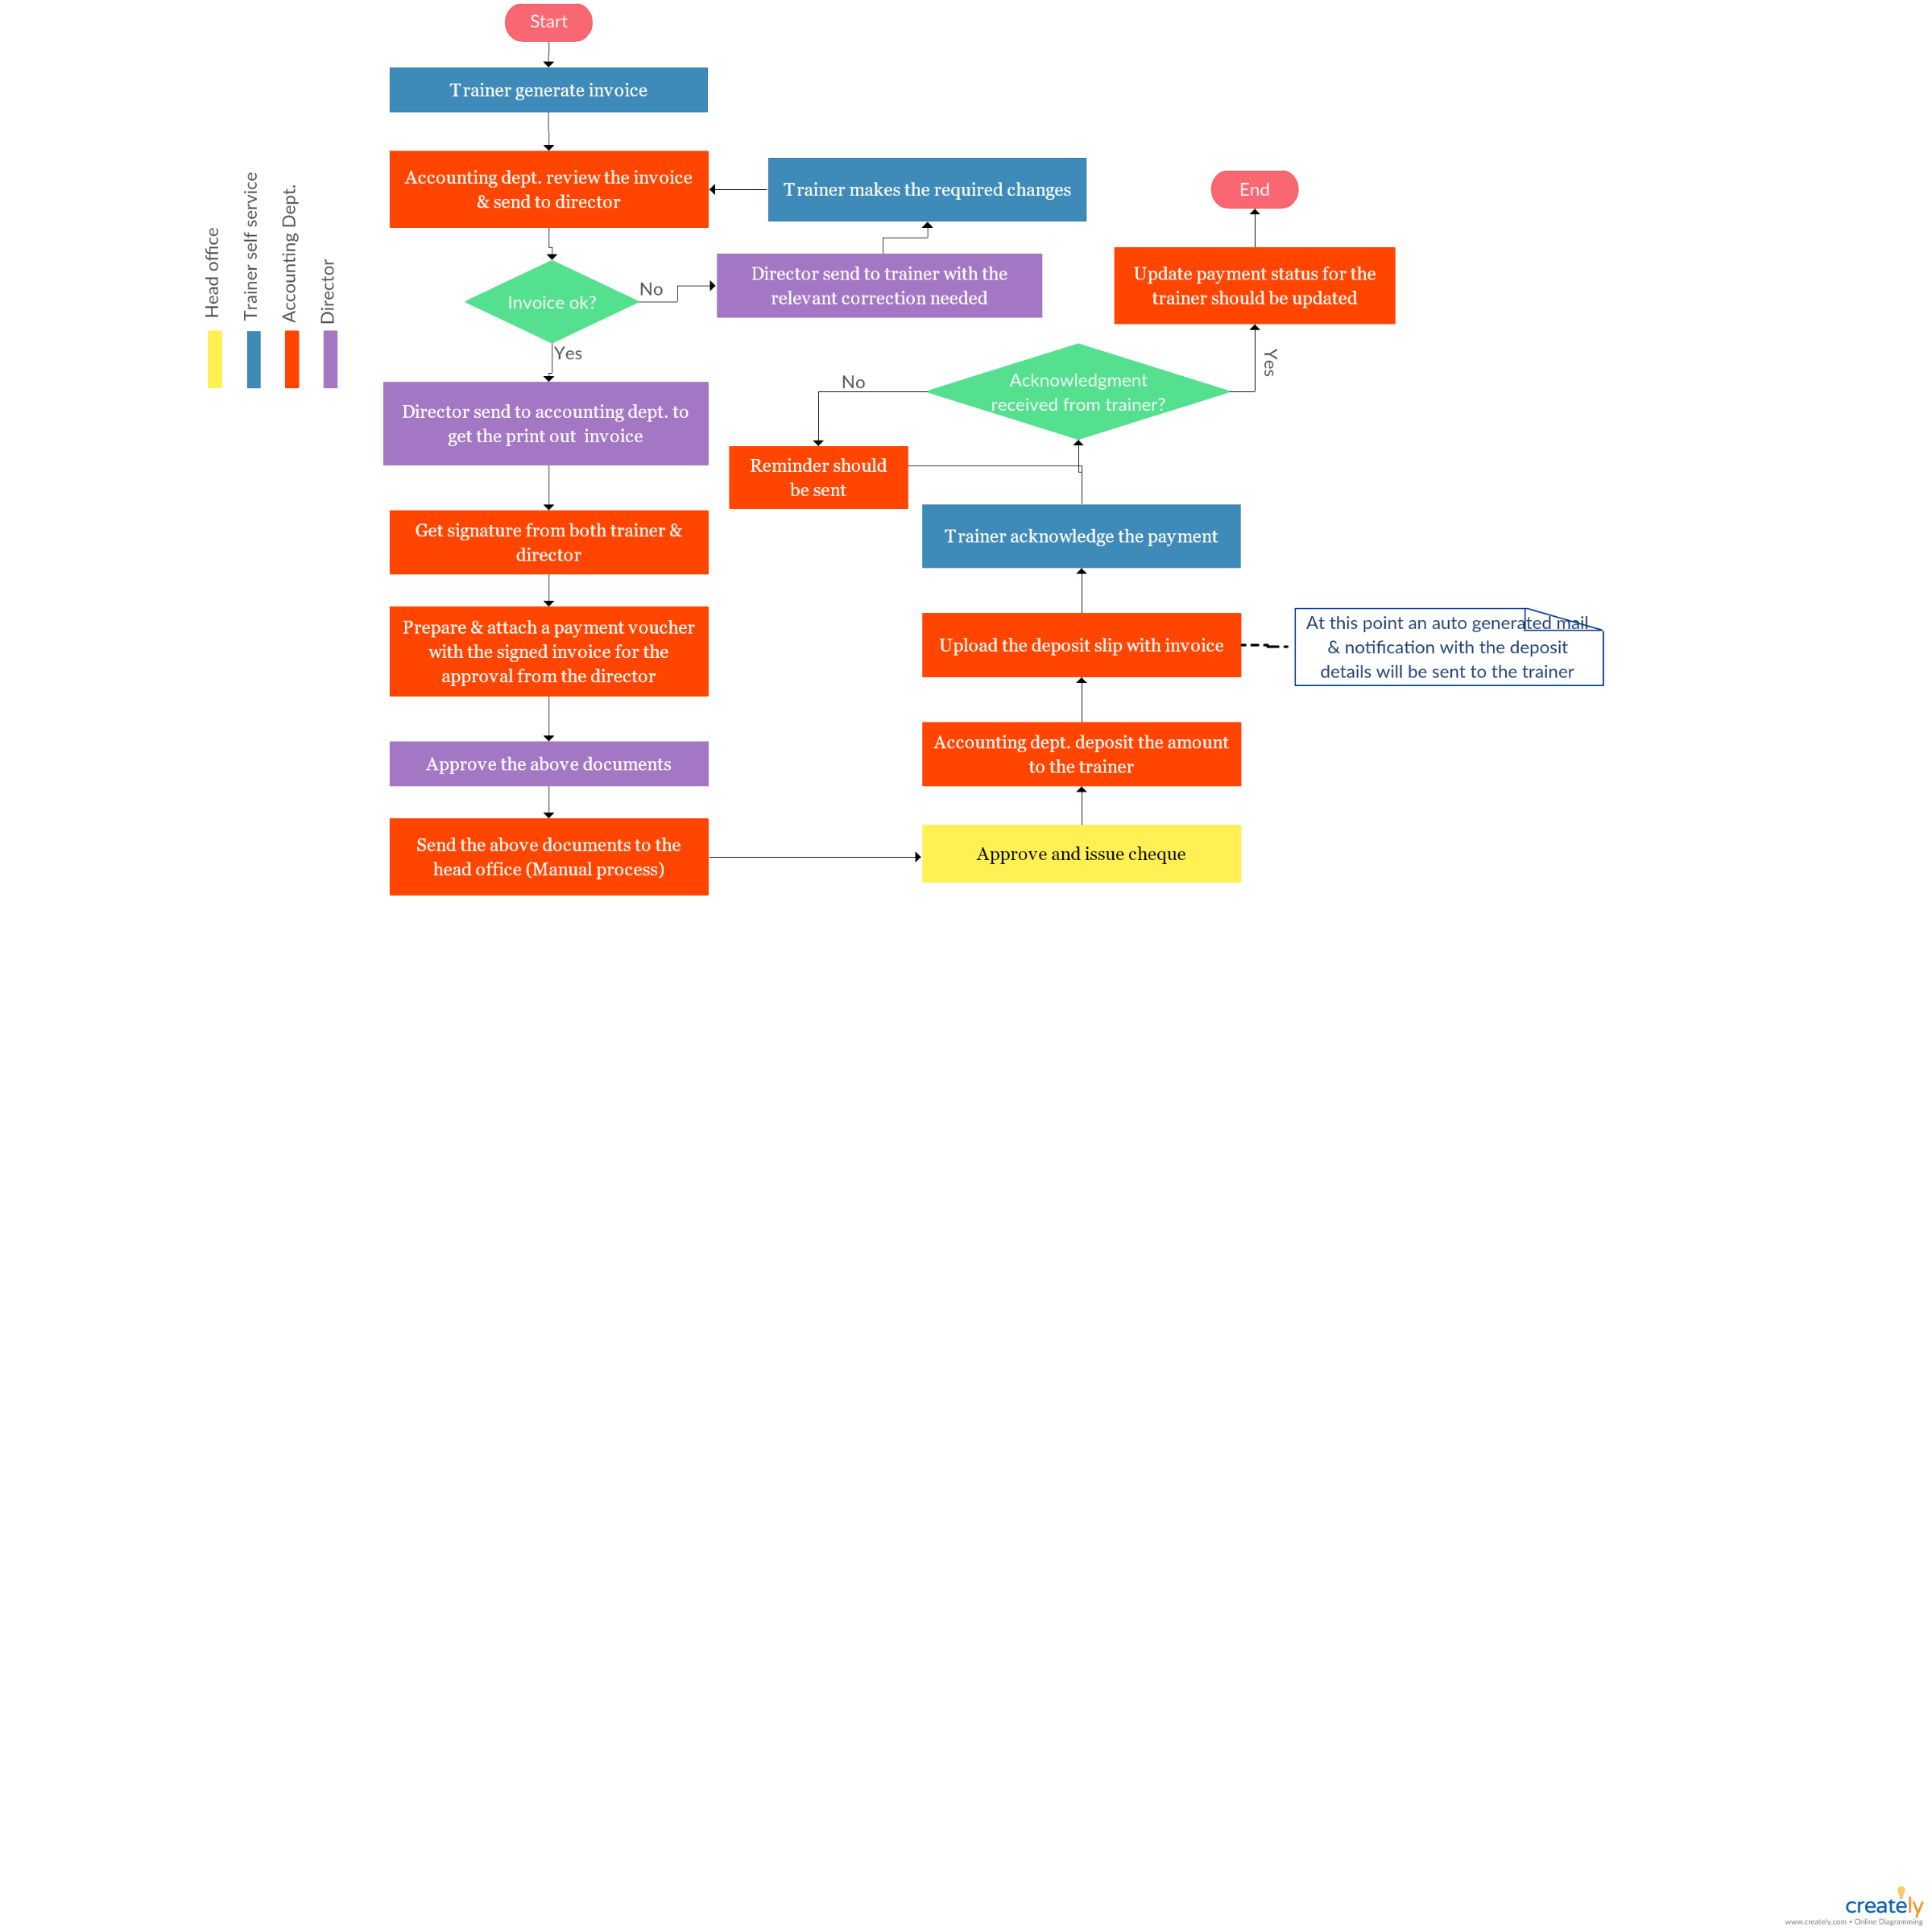 Start
Trainer generate invoice
Accounting dept. review the invoice
& send to director
Trainer makes the required changes
End
Head office
Trainer self service
Accounting Dept.
Director
Invoice ok?
No
Director send to trainer with the
relevant correction needed
Update payment status for the
trainer should be updated
Yes
Director send to accounting dept. to
get the print out  invoice
No
Acknowledgment
received from trainer?
Yes
Reminder should
be sent
Get signature from both trainer &
director
Trainer acknowledge the payment
Prepare & attach a payment voucher
with the signed invoice for the
approval from the director
Upload the deposit slip with invoice
At this point an auto generated mail
& notification with the deposit
details will be sent to the trainer
Approve the above documents
Accounting dept. deposit the amount
to the trainer
Send the above documents to the
head office (Manual process)
Approve and issue cheque
creately
www.creately.com • Online Diagramming